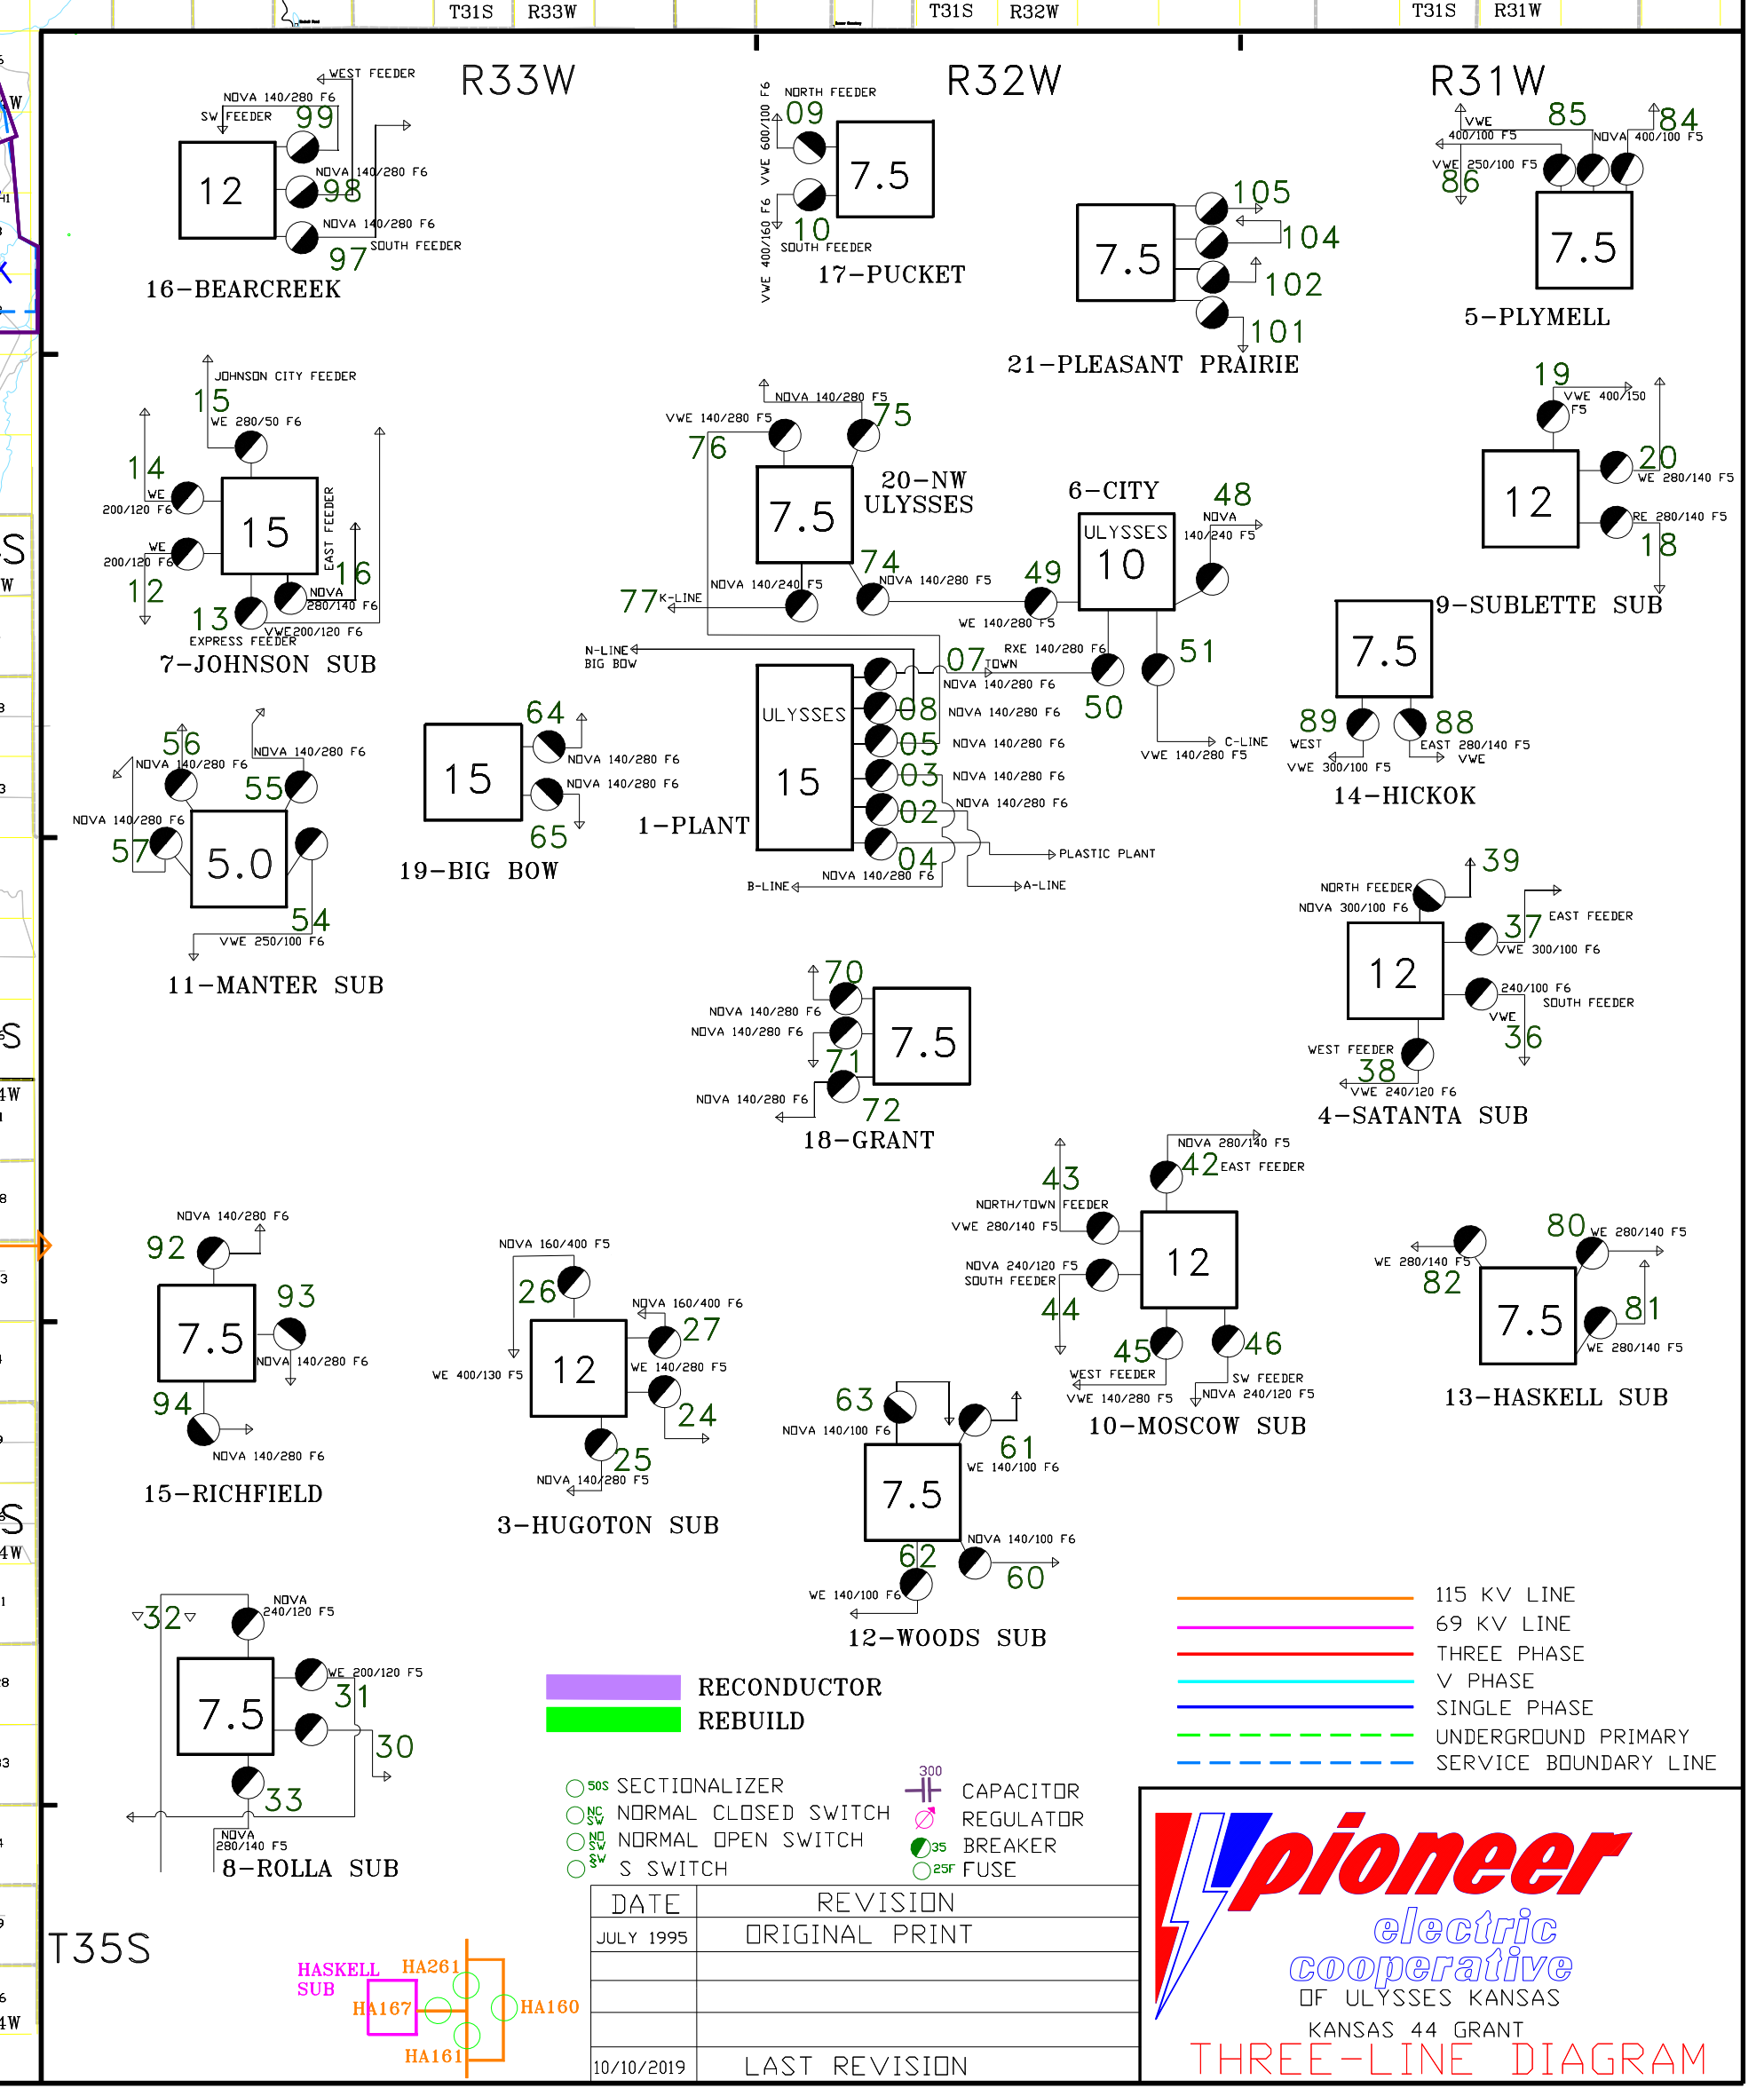 T31S R33W
T31S R32W
T31S R31W
R33W
R32W
R31W
WEST FEEDER
NOVA 140/280 F6
SW FEEDER
99
12
NOVA 140/280 F6
98
NOVA 140/280 F6
SOUTH FEEDER
97
16-BEARCREEK
NORTH FEEDER
09
VWE 600/100 F6
7.5
VWE 400/160 F6
10
SOUTH FEEDER
17-PUCKET
105
104
7.5
102
101
21-PLEASANT PRAIRIE
85
84
VWE
400/100 F5
NOVA 400/100 F5
VWE 250/100 F5
86
7.5
5-PLYMELL
JOHNSON CITY FEEDER
15
WE 280/50 F6
14
WE
200/120 F6
15
EAST FEEDER
WE
200/120 F6
12
16
NOVA
280/140 F6
13
VWE200/120 F6
EXPRESS FEEDER
7-JOHNSON SUB
NOVA 140/280 F5
VWE 140/280 F5
75
76
20-NW
ULYSSES
7.5
74
NOVA 140/240 F5
NOVA 140/280 F5
77
K-LINE
6-CITY
48
NOVA
140/240 F5
ULYSSES
10
49
WE 140/280 F5
RXE 140/280 F6
51
50
C-LINE
VWE 140/280 F5
19
VWE 400/150
F5
20
WE 280/140 F5
12
RE 280/140 F5
18
9-SUBLETTE SUB
7.5
89
88
WEST
VWE 300/100 F5
EAST 280/140 F5
VWE
14-HICKOK
N-LINE
BIG BOW
07
TOWN
NOVA 140/280 F6
ULYSSES
15
08
NOVA 140/280 F6
05
NOVA 140/280 F6
03
NOVA 140/280 F6
02
NOVA 140/280 F6
04
PLASTIC PLANT
NOVA 140/280 F6
B-LINE
A-LINE
1-PLANT
56
NOVA 140/280 F6
NOVA 140/280 F6
55
NOVA 140/280 F6
57
5.0
54
VWE 250/100 F6
11-MANTER SUB
64
NOVA 140/280 F6
15
NOVA 140/280 F6
65
19-BIG BOW
39
NORTH FEEDER
NOVA 300/100 F6
37
EAST FEEDER
VWE 300/100 F6
12
240/100 F6
SOUTH FEEDER
VWE
36
WEST FEEDER
38
VWE 240/120 F6
4-SATANTA SUB
70
NOVA 140/280 F6
NOVA 140/280 F6
71
7.5
NOVA 140/280 F6
72
18-GRANT
NOVA 280/140 F5
42
EAST FEEDER
43
NORTH/TOWN FEEDER
VWE 280/140 F5
NOVA 240/120 F5
SOUTH FEEDER
44
12
45
46
WEST FEEDER
VWE 140/280 F5
SW FEEDER
NOVA 240/120 F5
10-MOSCOW SUB
80
WE 280/140 F5
WE 280/140 F5
82
7.5
81
WE 280/140 F5
13-HASKELL SUB
NOVA 140/280 F6
92
93
7.5
NOVA 140/280 F6
94
NOVA 140/280 F6
15-RICHFIELD
NOVA 160/400 F5
26
NOVA 160/400 F6
27
WE 400/130 F5
12
WE 140/280 F5
24
25
NOVA 140/280 F5
3-HUGOTON SUB
63
NOVA 140/100 F6
61
WE 140/100 F6
7.5
NOVA 140/100 F6
62
60
WE 140/100 F6
12-WOODS SUB
32
NOVA
240/120 F5
WE 200/120 F5
31
7.5
30
33
NOVA
280/140 F5
8-ROLLA SUB
RECONDUCTOR
REBUILD
115 KV LINE
69 KV LINE
THREE PHASE
V PHASE
SINGLE PHASE
UNDERGROUND PRIMARY
SERVICE BOUNDARY LINE
50S SECTIONALIZER
NC SW NORMAL CLOSED SWITCH
NO SW NORMAL OPEN SWITCH
SW S S SWITCH
300 CAPACITOR
REGULATOR
35 BREAKER
25F FUSE
DATE REVISION
JULY 1995 ORIGINAL PRINT
10/10/2019 LAST REVISION
T35S
HASKELL
SUB
HA261
HA167
HA160
HA161
pioneer
electric
cooperative
OF ULYSSES KANSAS
KANSAS 44 GRANT
THREE-LINE DIAGRAM